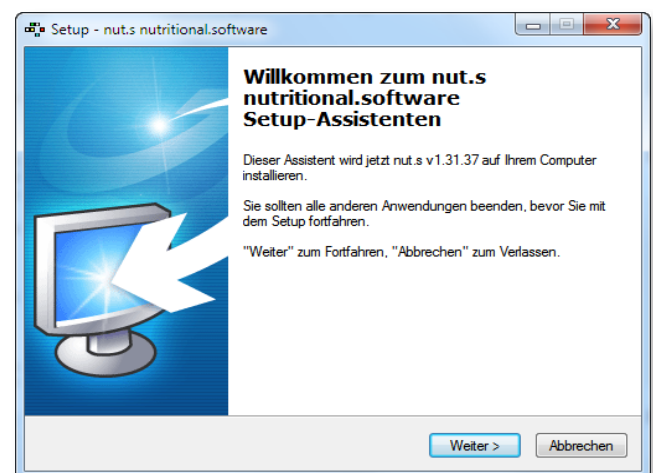 Setup - nut.s nutritional.software
Willkommen zum nut.s
nutritional.software
Setup-Assistenten
Dieser Assistent wird jetzt nut.s v1.31.37 auf Ihrem Computer
installieren.
Sie sollten alle anderen Anwendungen beenden, bevor Sie mit
dem Setup fortfahren.
"Weiter" zum Fortfahren, "Abbrechen" zum Verlassen.
Weiter >
Abbrechen